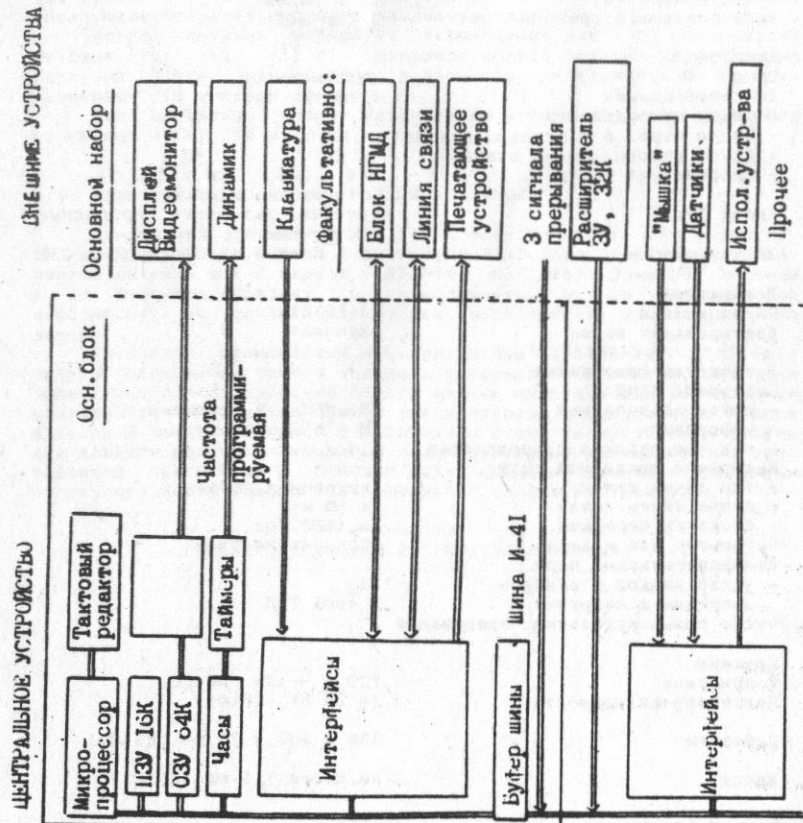 ЦЕНТРАЛЬНОЕ УСТРОЙСТВО
ВНЕШНИЕ УСТРОЙСТВА
Осн.блок
Основной набор
Микро-
процессор
Тактовый
редактор
ПЗУ 16К
ОЗУ 64К
Часы
Таймеры
Частота
программи-
руемая
Дисплей
Видеомонитор
Динамик
Клавиатура
Факультативно:
Интерфейсы
Блок НГМД
Линия связи
Печатающее
устройство
Буфер шины
Шина И-41
3 сигнала
прерывания
Расширитель
ЗУ, 32К
Интерфейсы
"Мышка"
Датчики
Испол.устр-ва
Прочее